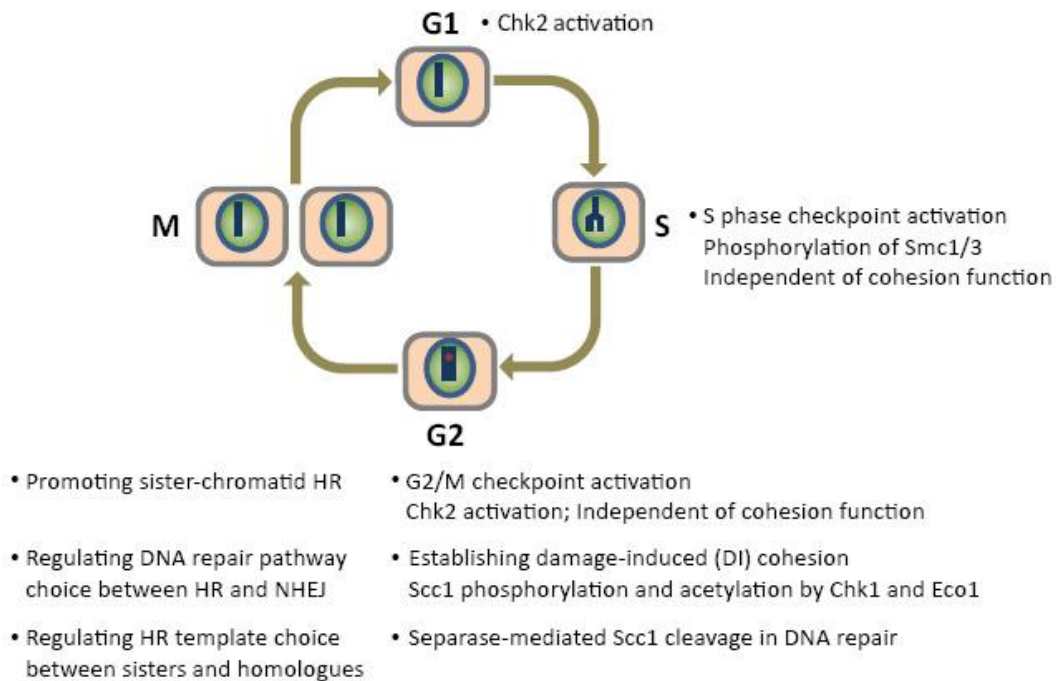 G1 • Chk2 activation
M
S
• S phase checkpoint activation
Phosphorylation of Smc1/3
Independent of cohesion function
G2
• Promoting sister-chromatid HR
• G2/M checkpoint activation
Chk2 activation; Independent of cohesion function
• Regulating DNA repair pathway
choice between HR and NHEJ
• Establishing damage-induced (DI) cohesion
Scc1 phosphorylation and acetylation by Chk1 and Eco1
• Regulating HR template choice
between sisters and homologues
• Separase-mediated Scc1 cleavage in DNA repair